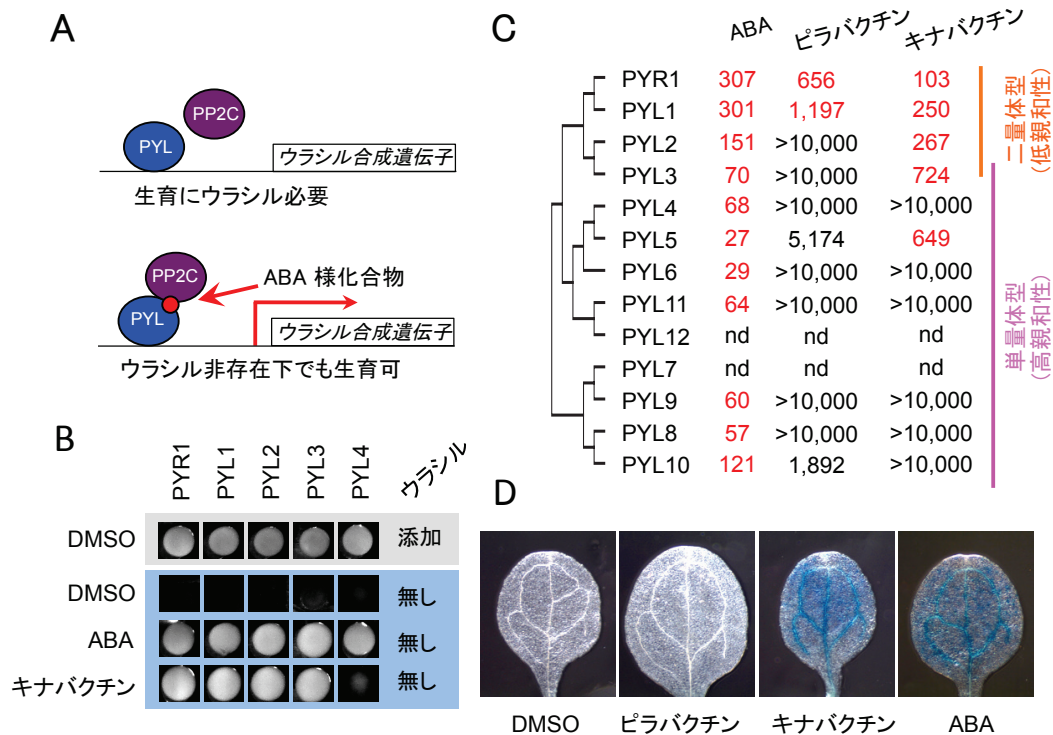 A
PP2C
PYL
ウラシル合成遺伝子
生育にウラシル必要
PP2C
ABA 様化合物
PYL
ウラシル合成遺伝子
ウラシル非存在下でも生育可
B
PYR1 PYL1 PYL2 PYL3 PYL4 ウラシル
DMSO 添加
DMSO 無し
ABA 無し
キナバクチン 無し
C
ABA ピラバクチン キナバクチン
PYR1 307 656 103
PYL1 301 1,197 250
PYL2 151 >10,000 267
PYL3 70 >10,000 724
PYL4 68 >10,000 >10,000
PYL5 27 5,174 649
PYL6 29 >10,000 >10,000
PYL11 64 >10,000 >10,000
PYL12 nd nd nd
PYL7 nd nd nd
PYL9 60 >10,000 >10,000
PYL8 57 >10,000 >10,000
PYL10 121 1,892 >10,000
二量体型
(低親和性)
単量体型
(高親和性)
D
DMSO ピラバクチン キナバクチン ABA